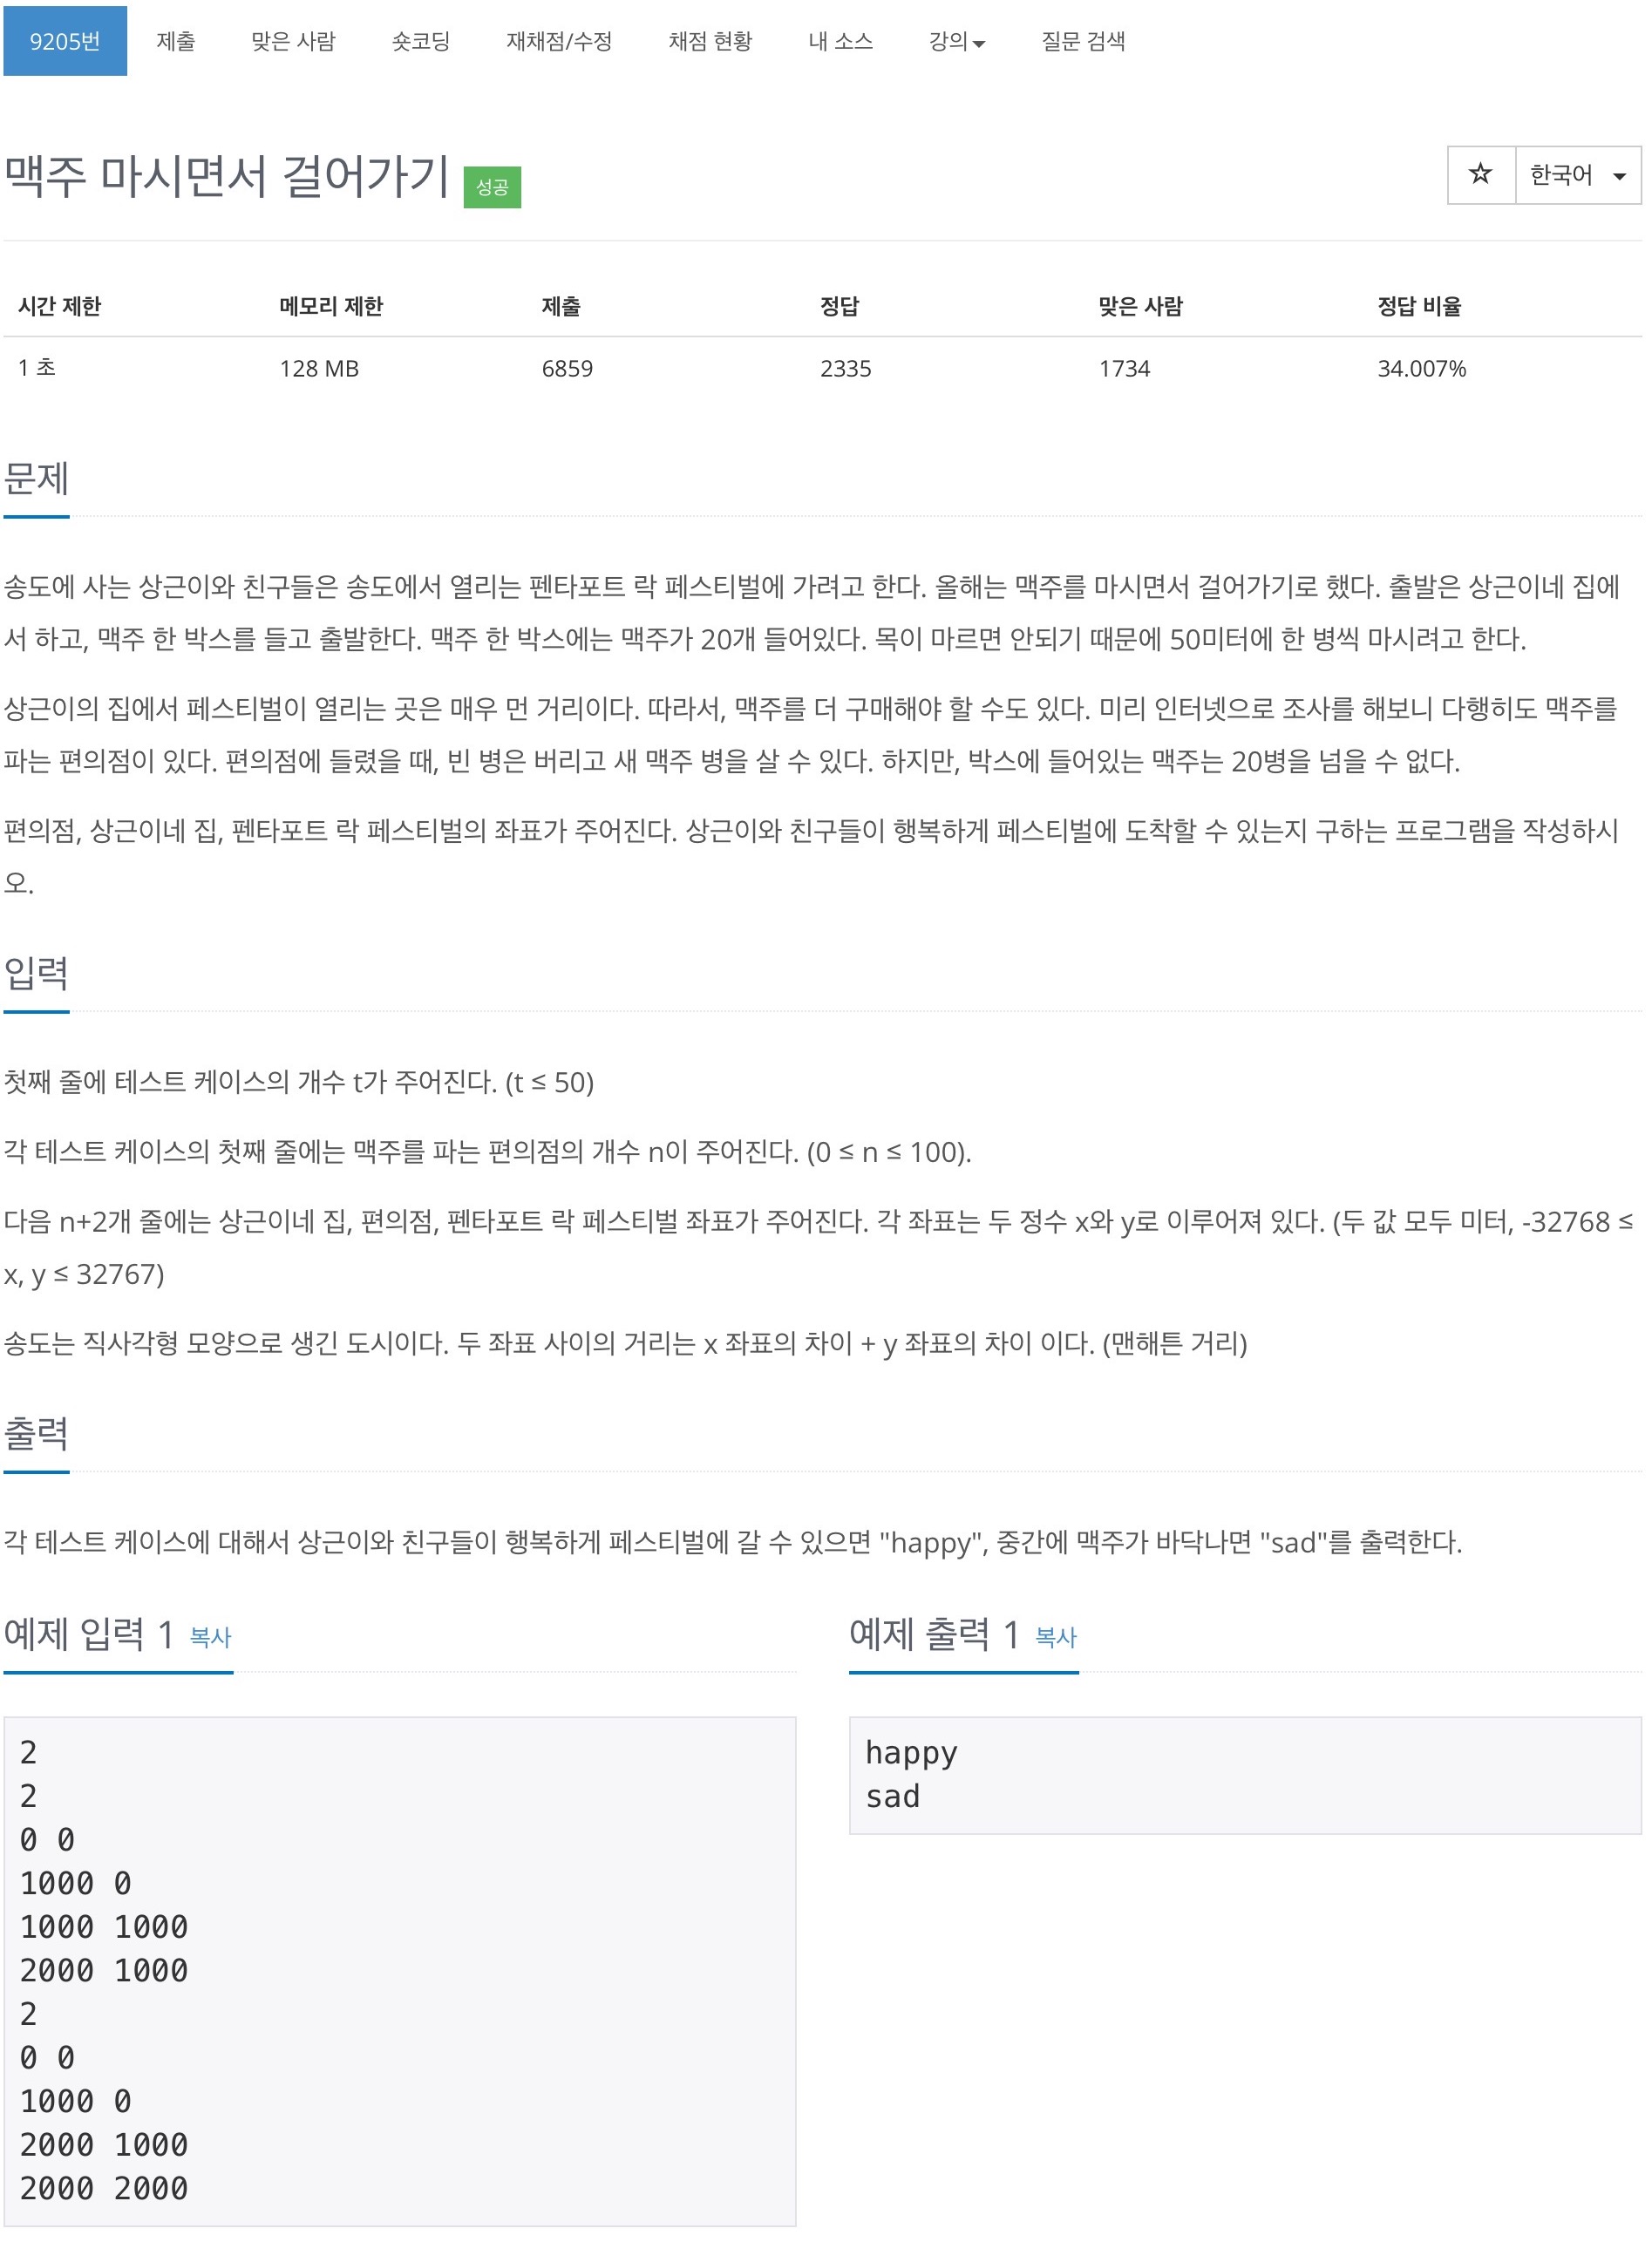 9205번 제출 맞은 사람 숏코딩 재채점/수정 채점 현황 내 소스 강의 질문 검색
맥주 마시면서 걸어가기 성공
☆ 한국어
시간 제한 메모리 제한 제출 정답 맞은 사람 정답 비율
1 초 128 MB 6859 2335 1734 34.007%
문제
송도에 사는 상근이와 친구들은 송도에서 열리는 펜타포트 락 페스티벌에 가려고 한다. 올해는 맥주를 마시면서 걸어가기로 했다. 출발은 상근이네 집에
서 하고, 맥주 한 박스를 들고 출발한다. 맥주 한 박스에는 맥주가 20개 들어있다. 목이 마르면 안되기 때문에 50미터에 한 병씩 마시려고 한다.
상근이의 집에서 페스티벌이 열리는 곳은 매우 먼 거리이다. 따라서, 맥주를 더 구매해야 할 수도 있다. 미리 인터넷으로 조사를 해보니 다행히도 맥주를
파는 편의점이 있다. 편의점에 들렸을 때, 빈 병은 버리고 새 맥주 병을 살 수 있다. 하지만, 박스에 들어있는 맥주는 20병을 넘을 수 없다.
편의점, 상근이네 집, 펜타포트 락 페스티벌의 좌표가 주어진다. 상근이와 친구들이 행복하게 페스티벌에 도착할 수 있는지 구하는 프로그램을 작성하시
오.
입력
첫째 줄에 테스트 케이스의 개수 t가 주어진다. (t ≤ 50)
각 테스트 케이스의 첫째 줄에는 맥주를 파는 편의점의 개수 n이 주어진다. (0 ≤ n ≤ 100).
다음 n+2개 줄에는 상근이네 집, 편의점, 펜타포트 락 페스티벌 좌표가 주어진다. 각 좌표는 두 정수 x와 y로 이루어져 있다. (두 값 모두 미터, -32768 ≤
x, y ≤ 32767)
송도는 직사각형 모양으로 생긴 도시이다. 두 좌표 사이의 거리는 x 좌표의 차이 + y 좌표의 차이 이다. (맨해튼 거리)
출력
각 테스트 케이스에 대해서 상근이와 친구들이 행복하게 페스티벌에 갈 수 있으면 "happy", 중간에 맥주가 바닥나면 "sad"를 출력한다.
예제 입력 1 복사
2
2
0 0
1000 0
1000 1000
2000 1000
2
0 0
1000 0
2000 1000
2000 2000
예제 출력 1 복사
happy
sad